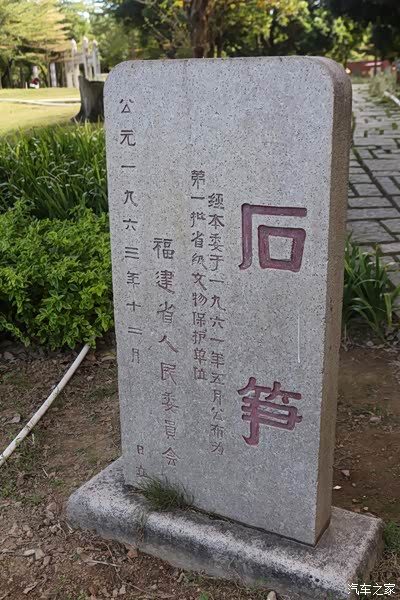 石笋
經本委于一九六一年五月公布为
第一批省级文物保护单位
福建省人民委員会
公元一九六三年十二月 日立
汽车之家